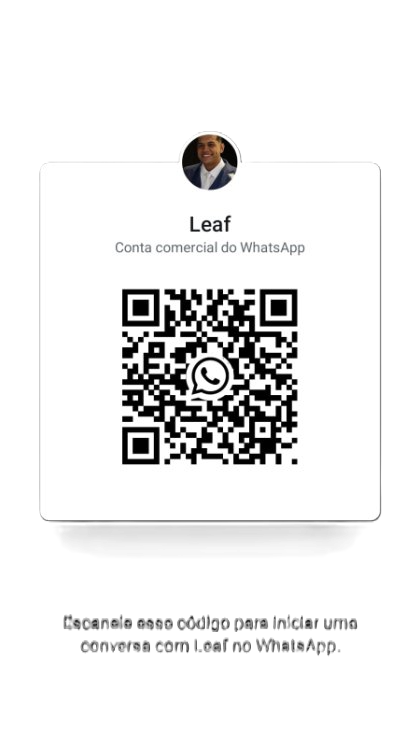 Leaf
Conta comercial do WhatsApp
Escaneie esse código para iniciar uma
conversa com Leaf no WhatsApp.